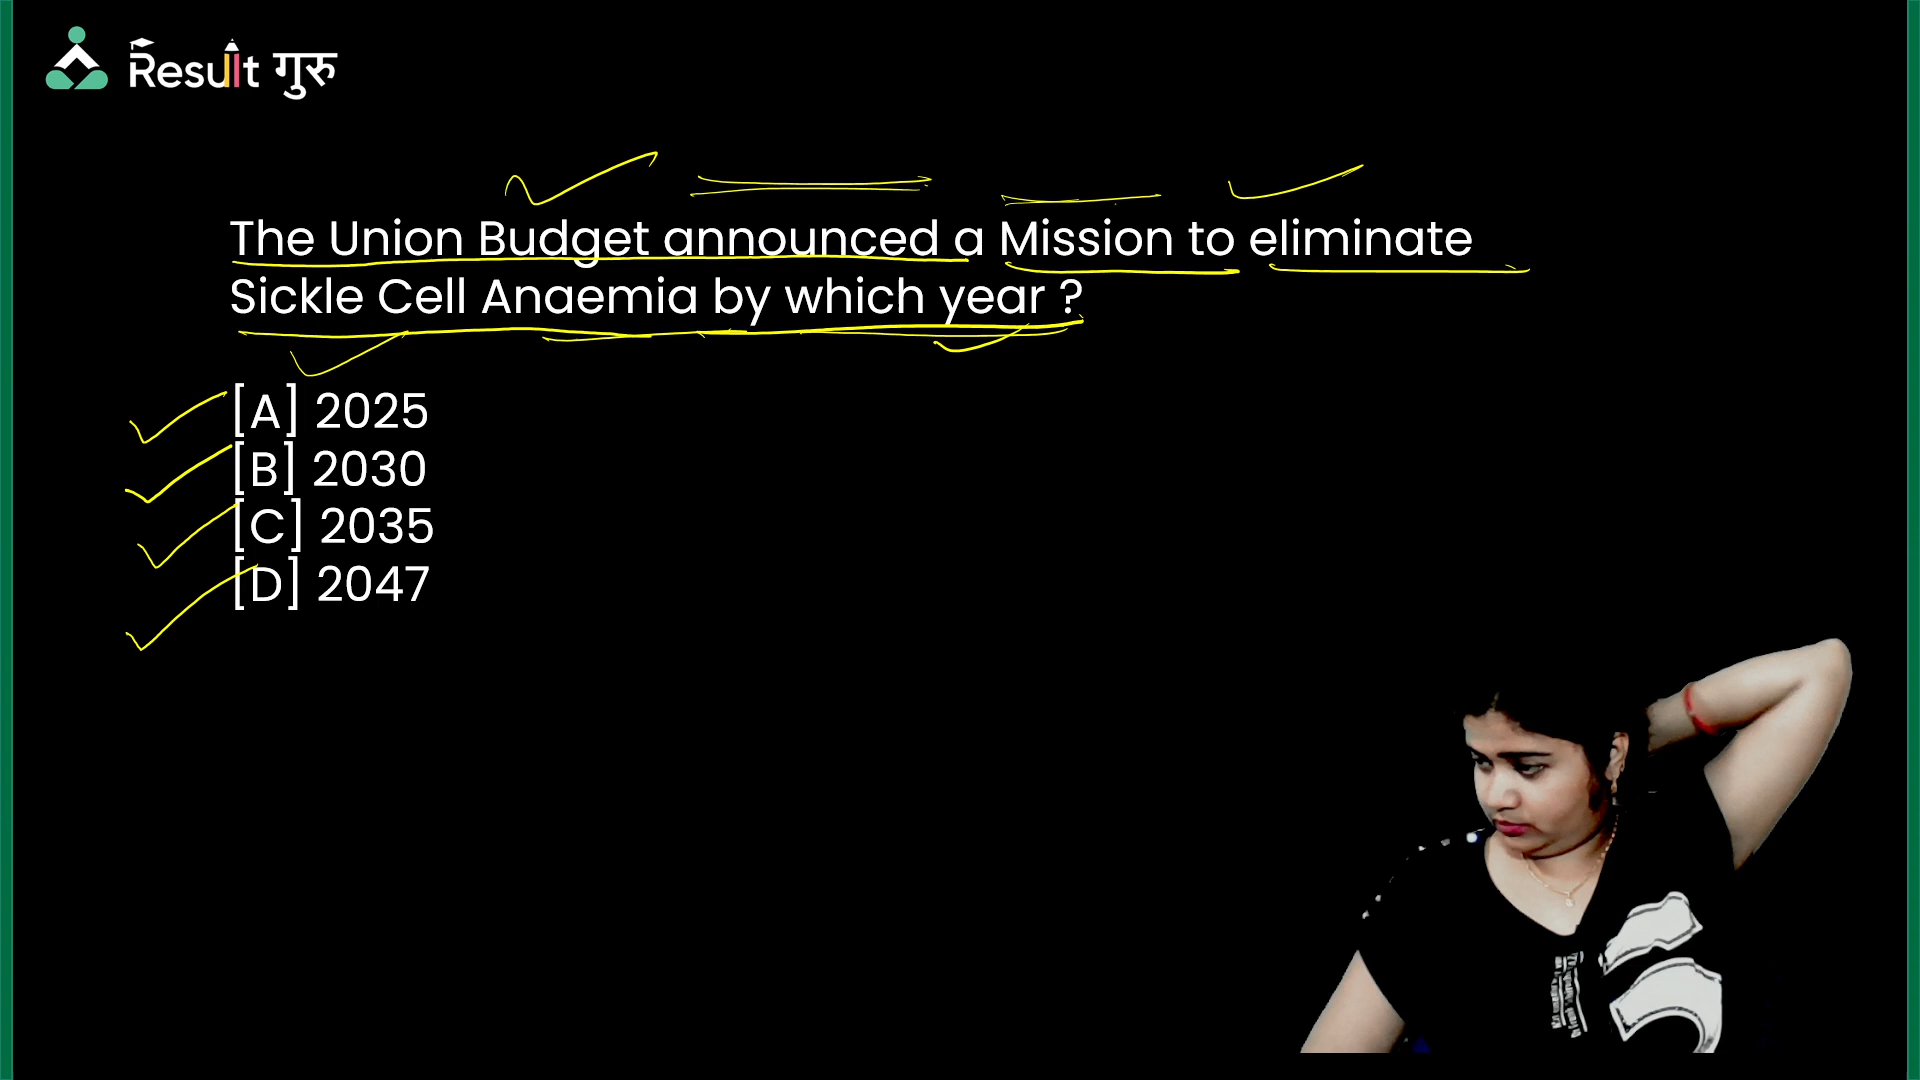 Result गुरु
The Union Budget announced a Mission to eliminate
Sickle Cell Anaemia by which year ?
[A] 2025
[B] 2030
[C] 2035
[D] 2047